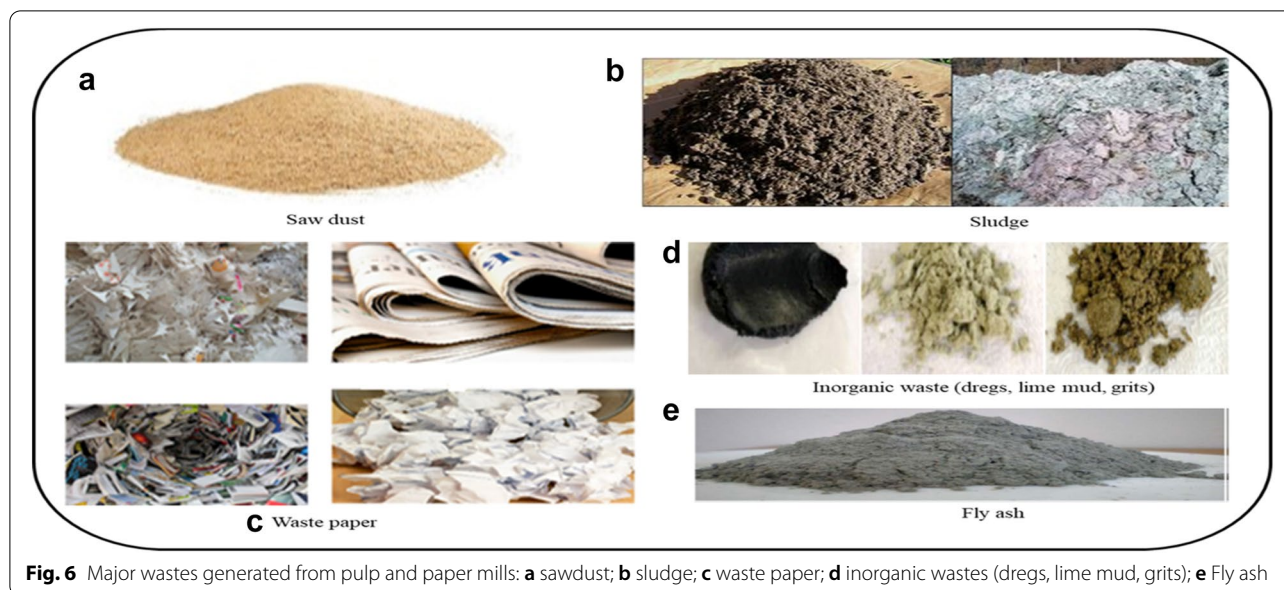 a
Saw dust
b
Sludge
c Waste paper
d
Inorganic waste (dregs, lime mud, grits)
e
Fly ash
Fig. 6 Major wastes generated from pulp and paper mills: a sawdust; b sludge; c waste paper; d inorganic wastes (dregs, lime mud, grits); e Fly ash